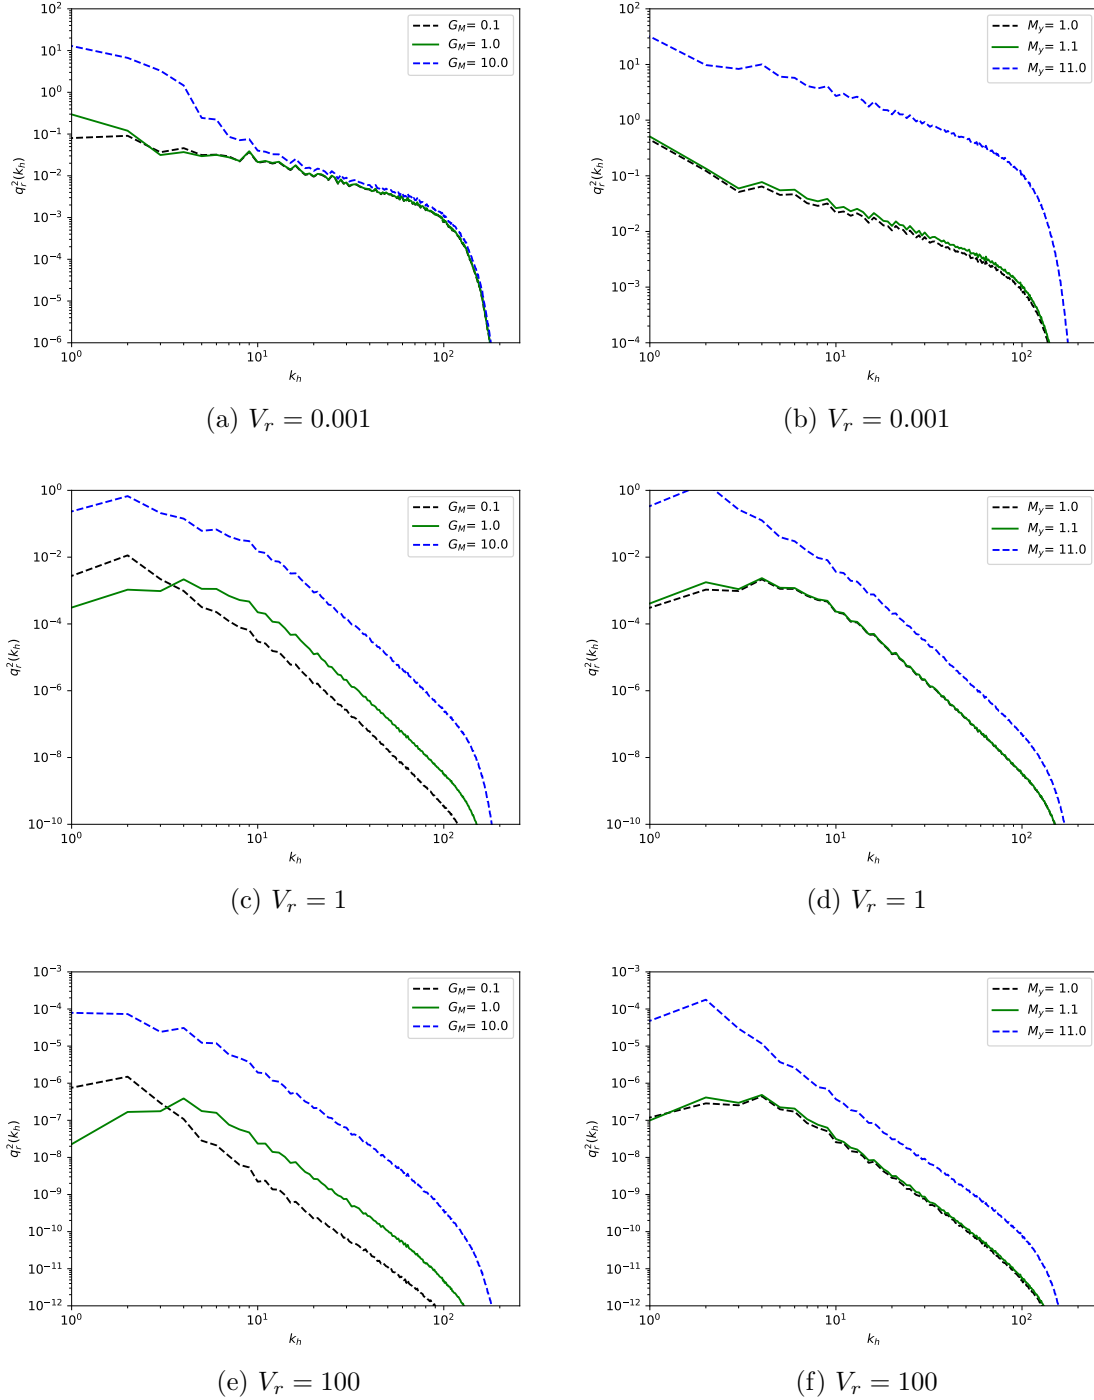 10^2
10^1
10^0
10^-1
10^-2
10^-3
10^-4
10^-5
10^-6
q_r^2(k_h)
G_M= 0.1
G_M= 1.0
G_M= 10.0
10^0 10^1 10^2
k_h
(a) V_r = 0.001
10^2
10^1
10^0
10^-1
10^-2
10^-3
10^-4
q_r^2(k_h)
M_y= 1.0
M_y= 1.1
M_y= 11.0
10^0 10^1 10^2
k_h
(b) V_r = 0.001
10^0
10^-2
10^-4
10^-6
10^-8
10^-10
q_r^2(k_h)
G_M= 0.1
G_M= 1.0
G_M= 10.0
10^0 10^1 10^2
k_h
(c) V_r = 1
10^0
10^-2
10^-4
10^-6
10^-8
10^-10
q_r^2(k_h)
M_y= 1.0
M_y= 1.1
M_y= 11.0
10^0 10^1 10^2
k_h
(d) V_r = 1
10^-3
10^-4
10^-5
10^-6
10^-7
10^-8
10^-9
10^-10
10^-11
10^-12
q_r^2(k_h)
G_M= 0.1
G_M= 1.0
G_M= 10.0
10^0 10^1 10^2
k_h
(e) V_r = 100
10^-3
10^-4
10^-5
10^-6
10^-7
10^-8
10^-9
10^-10
10^-11
10^-12
q_r^2(k_h)
M_y= 1.0
M_y= 1.1
M_y= 11.0
10^0 10^1 10^2
k_h
(f) V_r = 100